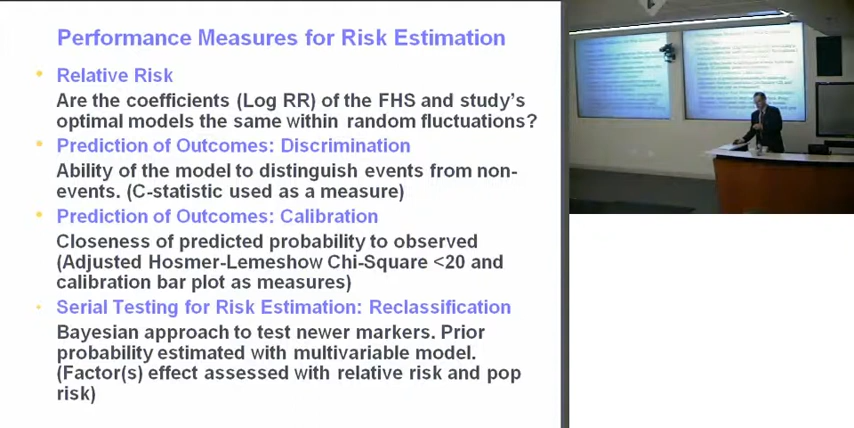 Performance Measures for Risk Estimation
• Relative Risk
Are the coefficients (Log RR) of the FHS and study's
optimal models the same within random fluctuations?
• Prediction of Outcomes: Discrimination
Ability of the model to distinguish events from non-
events. (C-statistic used as a measure)
• Prediction of Outcomes: Calibration
Closeness of predicted probability to observed
(Adjusted Hosmer-Lemeshow Chi-Square <20 and
calibration bar plot as measures)
• Serial Testing for Risk Estimation: Reclassification
Bayesian approach to test newer markers. Prior
probability estimated with multivariable model.
(Factor(s) effect assessed with relative risk and pop
risk)